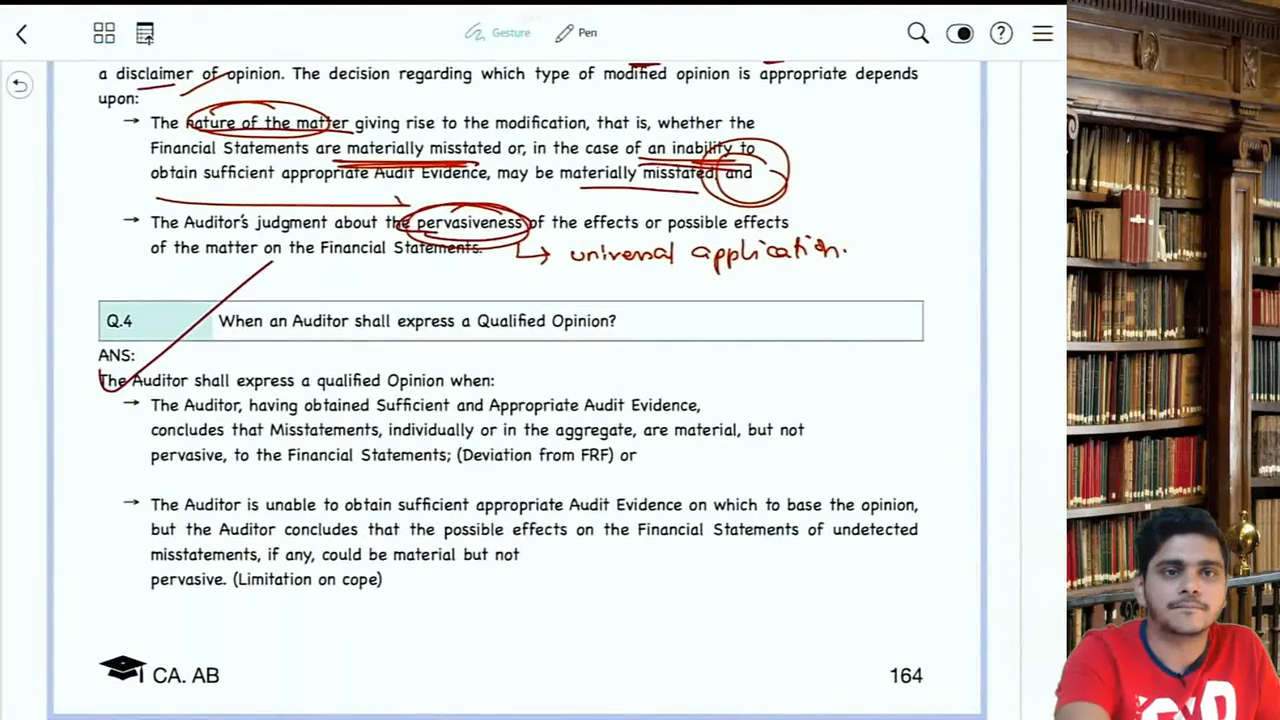 Gesture
Pen
a disclaimer of opinion. The decision regarding which type of modified opinion is appropriate depends
upon:
→ The nature of the matter giving rise to the modification, that is, whether the
Financial Statements are materially misstated or, in the case of an inability to
obtain sufficient appropriate Audit Evidence, may be materially misstated, and
→ The Auditor's judgment about the pervasiveness of the effects or possible effects
of the matter on the Financial Statements.
→ universal application.
Q.4 When an Auditor shall express a Qualified Opinion?
ANS:
The Auditor shall express a qualified Opinion when:
→ The Auditor, having obtained Sufficient and Appropriate Audit Evidence,
concludes that Misstatements, individually or in the aggregate, are material, but not
pervasive, to the Financial Statements; (Deviation from FRF) or
→ The Auditor is unable to obtain sufficient appropriate Audit Evidence on which to base the opinion,
but the Auditor concludes that the possible effects on the Financial Statements of undetected
misstatements, if any, could be material but not
pervasive. (Limitation on cope)
CA. AB
164